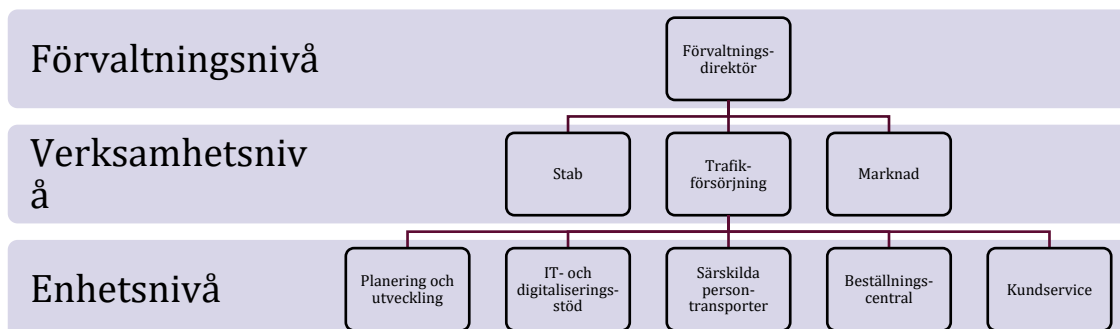 Förvaltningsnivå
Förvaltnings-
direktör
Verksamhetsniv
å
Stab
Trafik-
försörjning
Marknad
Enhetsnivå
Planering och
utveckling
IT- och
digitaliserings-
stöd
Särskilda
person-
transporter
Beställnings-
central
Kundservice